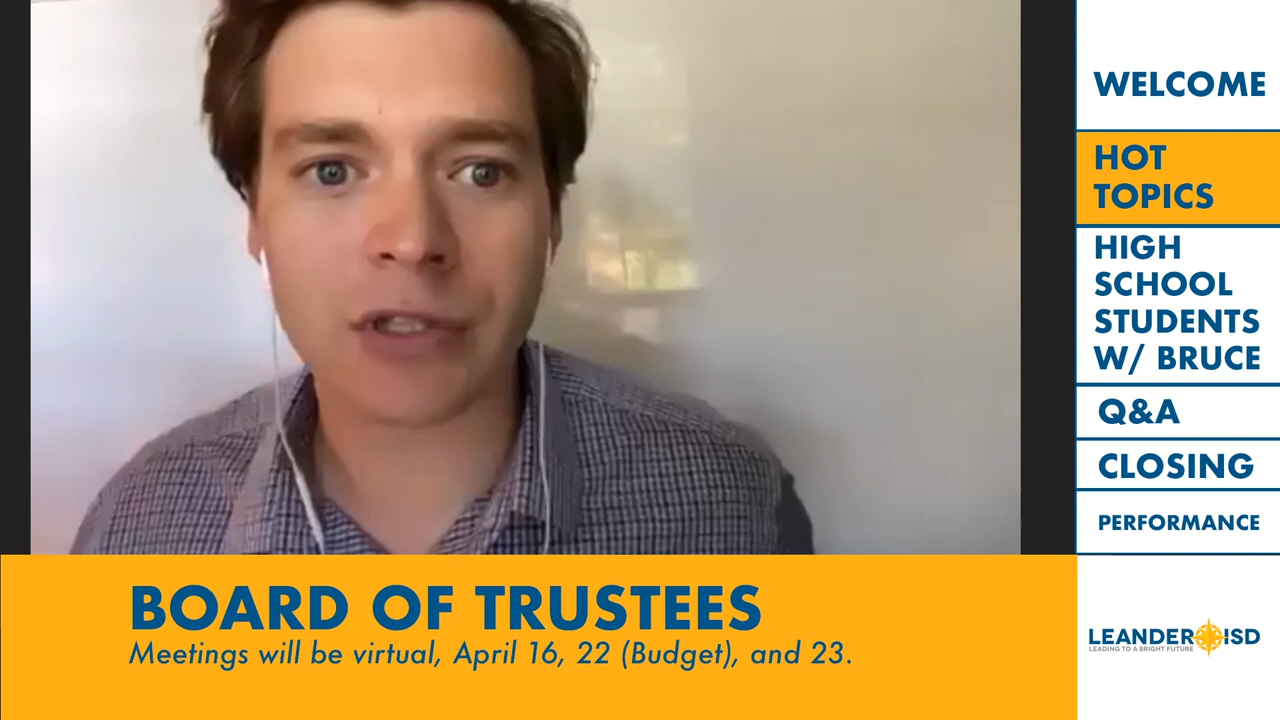 WELCOME
HOT
TOPICS
HIGH
SCHOOL
STUDENTS
W/ BRUCE
Q&A
CLOSING
PERFORMANCE
BOARD OF TRUSTEES
Meetings will be virtual, April 16, 22 (Budget), and 23.
LEANDER ISD
LEADING TO A BRIGHT FUTURE